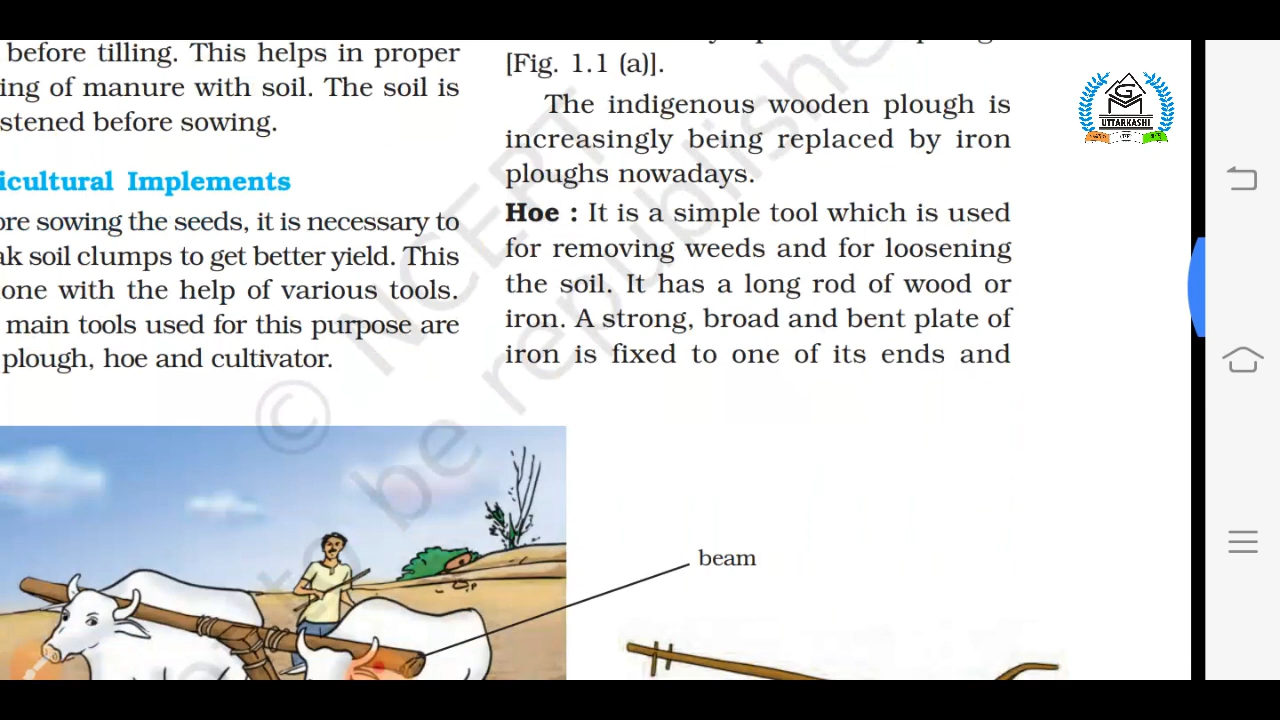 before tilling. This helps in proper
ing of manure with soil. The soil is
stened before sowing.
icultural Implements
ore sowing the seeds, it is necessary to
ak soil clumps to get better yield. This
one with the help of various tools.
main tools used for this purpose are
plough, hoe and cultivator.
[Fig. 1.1 (a)].
The indigenous wooden plough is
increasingly being replaced by iron
ploughs nowadays.
Hoe : It is a simple tool which is used
for removing weeds and for loosening
the soil. It has a long rod of wood or
iron. A strong, broad and bent plate of
iron is fixed to one of its ends and
beam
© NCERT
be republishe
G
UTTARKASHI